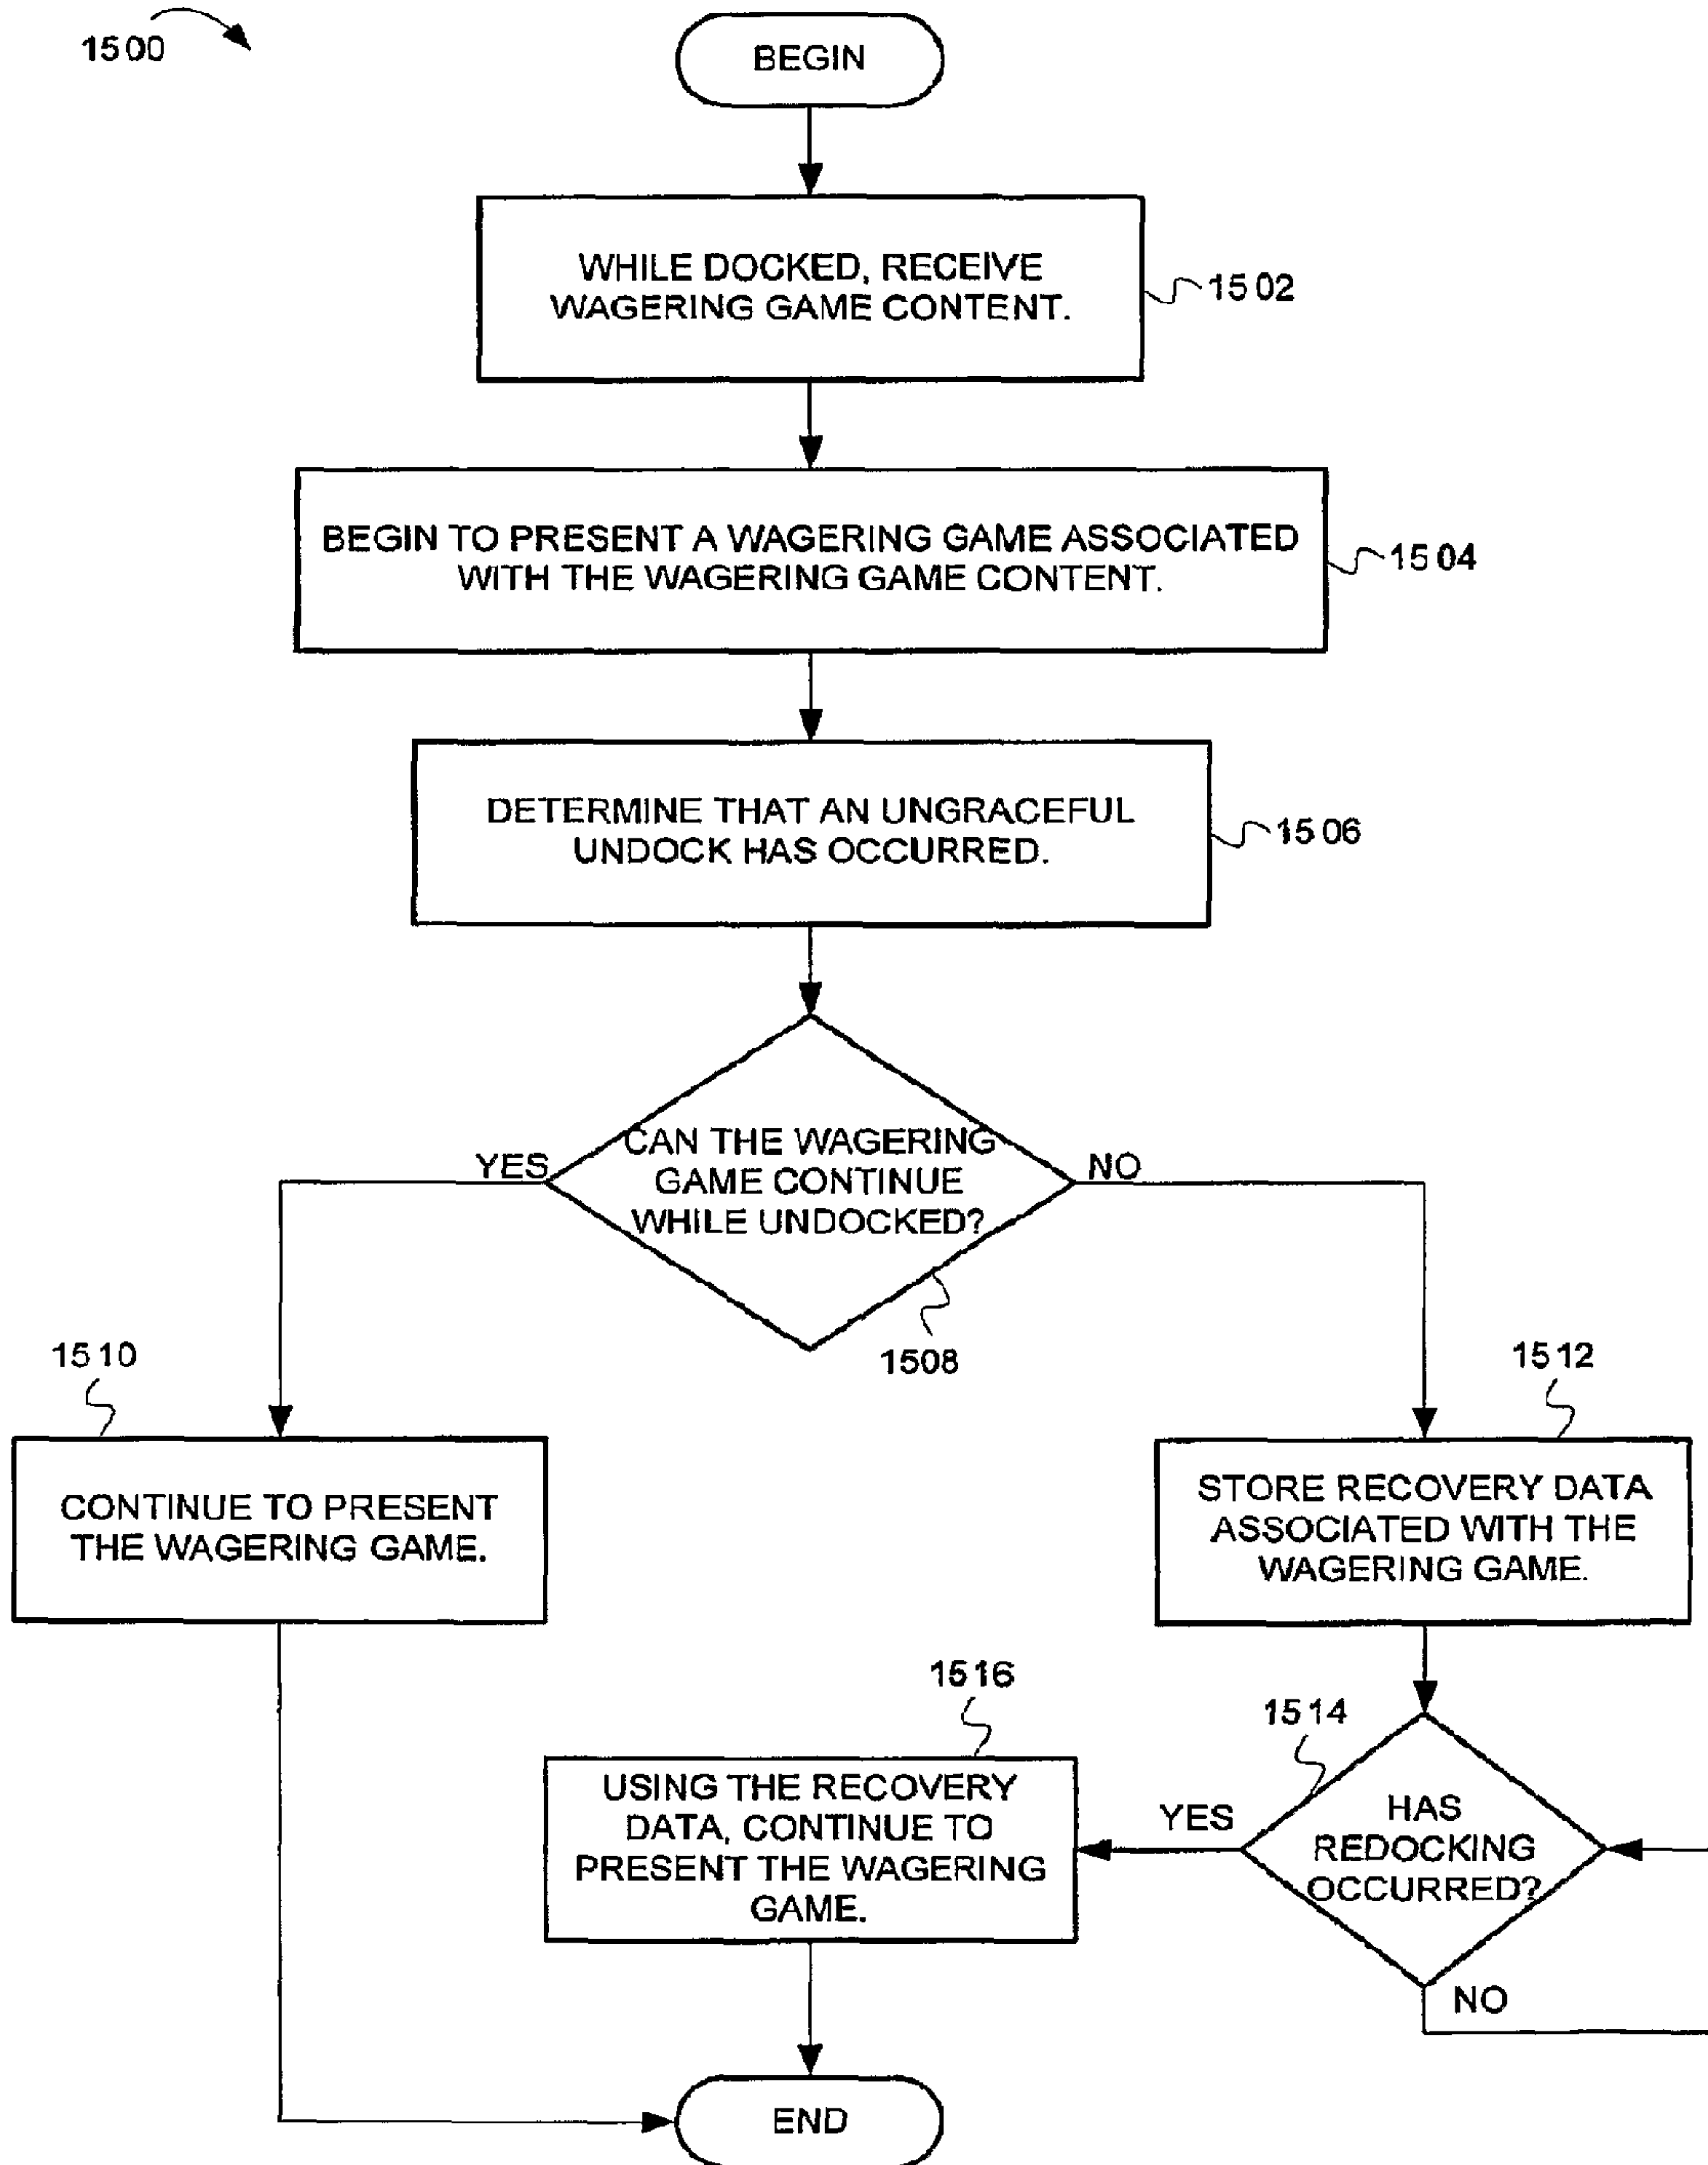 1500
BEGIN
WHILE DOCKED, RECEIVE
WAGERING GAME CONTENT.
1502
BEGIN TO PRESENT A WAGERING GAME ASSOCIATED
WITH THE WAGERING GAME CONTENT.
1504
DETERMINE THAT AN UNGRACEFUL
UNDOCK HAS OCCURRED.
1506
CAN THE WAGERING
GAME CONTINUE
WHILE UNDOCKED?
YES
NO
1508
1510
CONTINUE TO PRESENT
THE WAGERING GAME.
1512
STORE RECOVERY DATA
ASSOCIATED WITH THE
WAGERING GAME.
1514
HAS
REDOCKING
OCCURRED?
YES
NO
1516
USING THE RECOVERY
DATA, CONTINUE TO
PRESENT THE WAGERING
GAME.
END